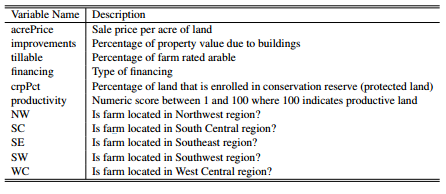 Variable Name Description
acrePrice Sale price per acre of land
improvements Percentage of property value due to buildings
tillable Percentage of farm rated arable
financing Type of financing
crpPct Percentage of land that is enrolled in conservation reserve (protected land)
productivity Numeric score between 1 and 100 where 100 indicates productive land
NW Is farm located in Northwest region?
SC Is farm located in South Central region?
SE Is farm located in Southeast region?
SW Is farm located in Southwest region?
WC Is farm located in West Central region?